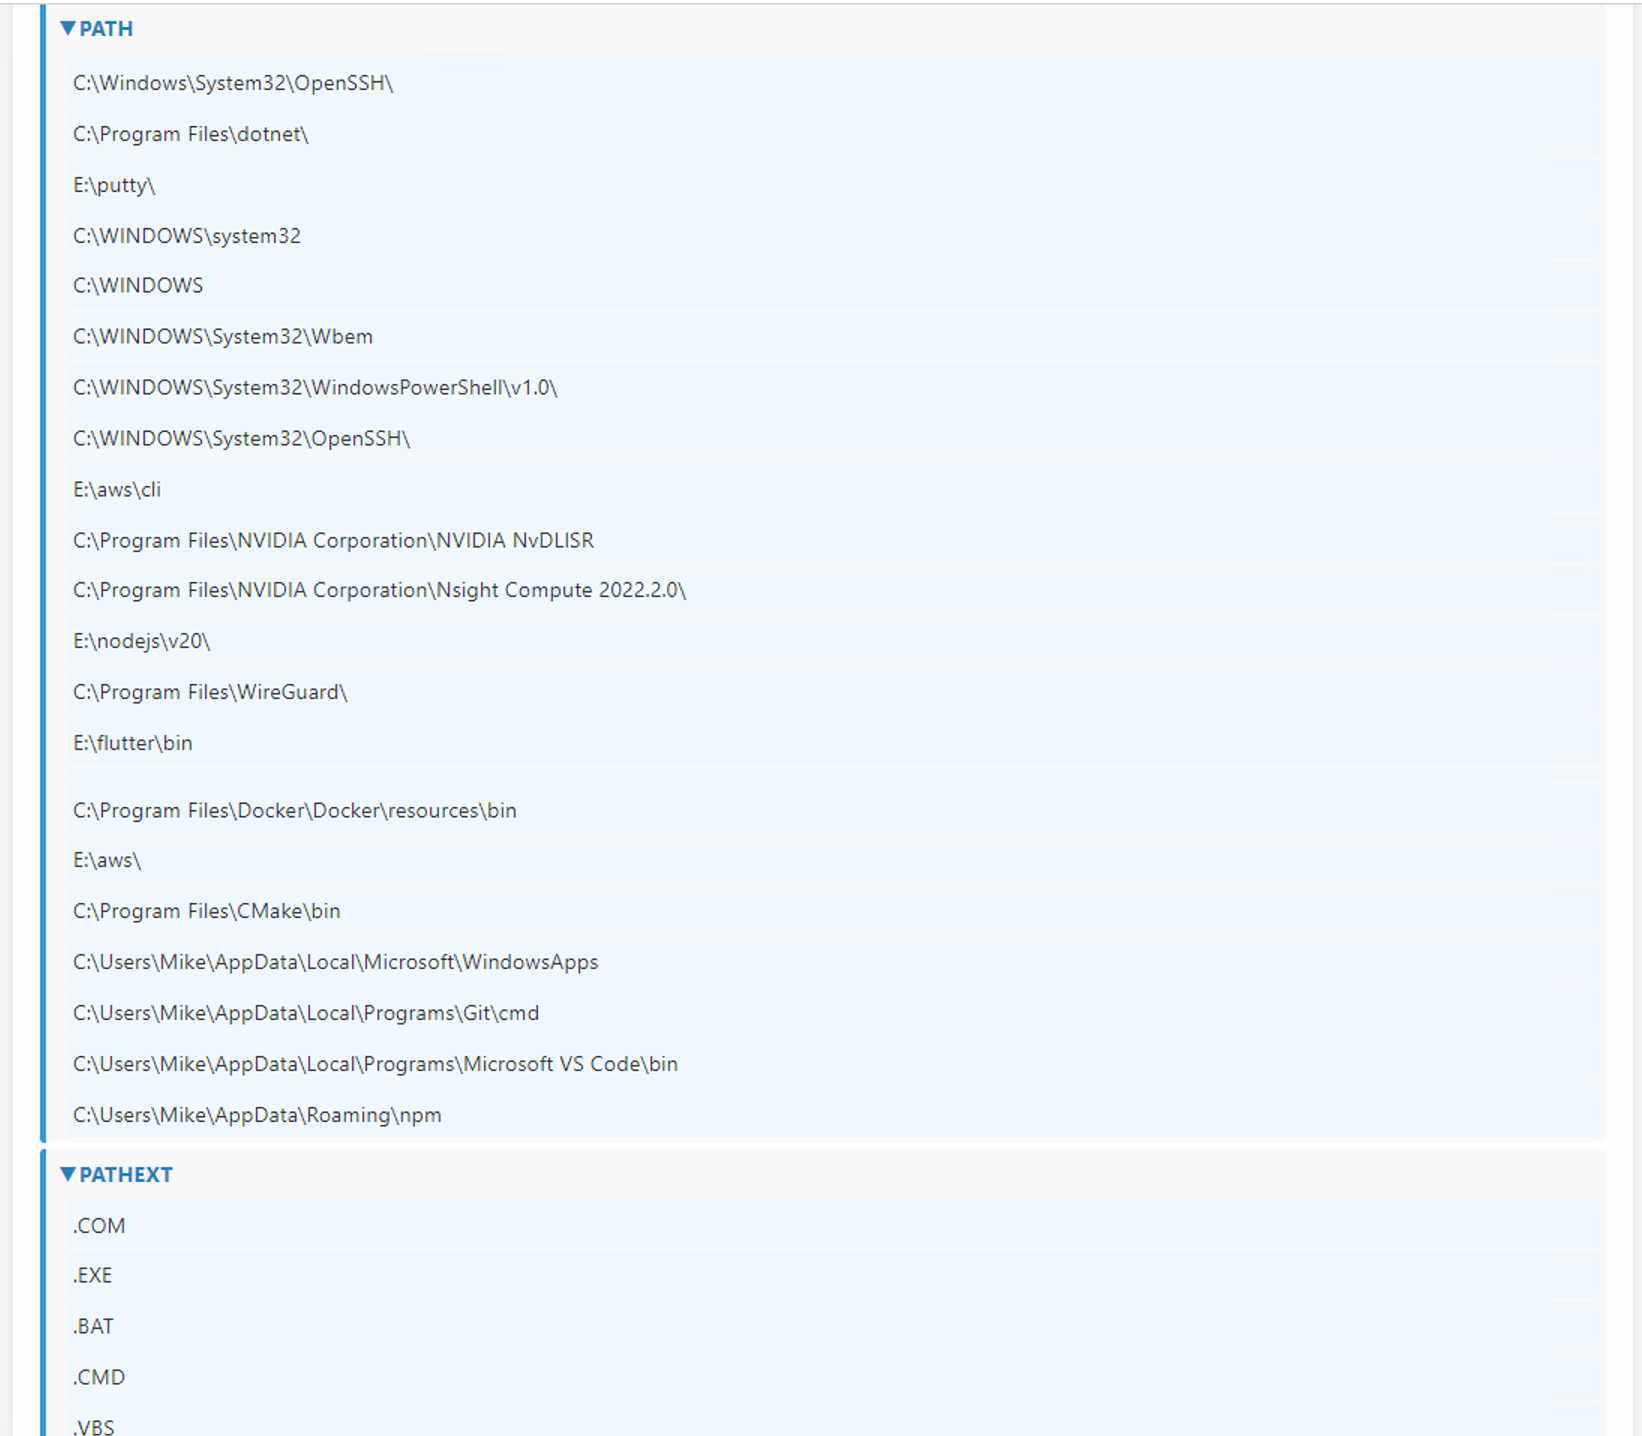 ▼PATH
C:\Windows\System32\OpenSSH\
C:\Program Files\dotnet\
E:\putty\
C:\WINDOWS\system32
C:\WINDOWS
C:\WINDOWS\System32\Wbem
C:\WINDOWS\System32\WindowsPowerShell\v1.0\
C:\WINDOWS\System32\OpenSSH\
E:\aws\cli
C:\Program Files\NVIDIA Corporation\NVIDIA NvDLISR
C:\Program Files\NVIDIA Corporation\Nsight Compute 2022.2.0\
E:\nodejs\v20\
C:\Program Files\WireGuard\
E:\flutter\bin
C:\Program Files\Docker\Docker\resources\bin
E:\aws\
C:\Program Files\CMake\bin
C:\Users\Mike\AppData\Local\Microsoft\WindowsApps
C:\Users\Mike\AppData\Local\Programs\Git\cmd
C:\Users\Mike\AppData\Local\Programs\Microsoft VS Code\bin
C:\Users\Mike\AppData\Roaming\npm
▼PATHEXT
.COM
.EXE
.BAT
.CMD
.VBS